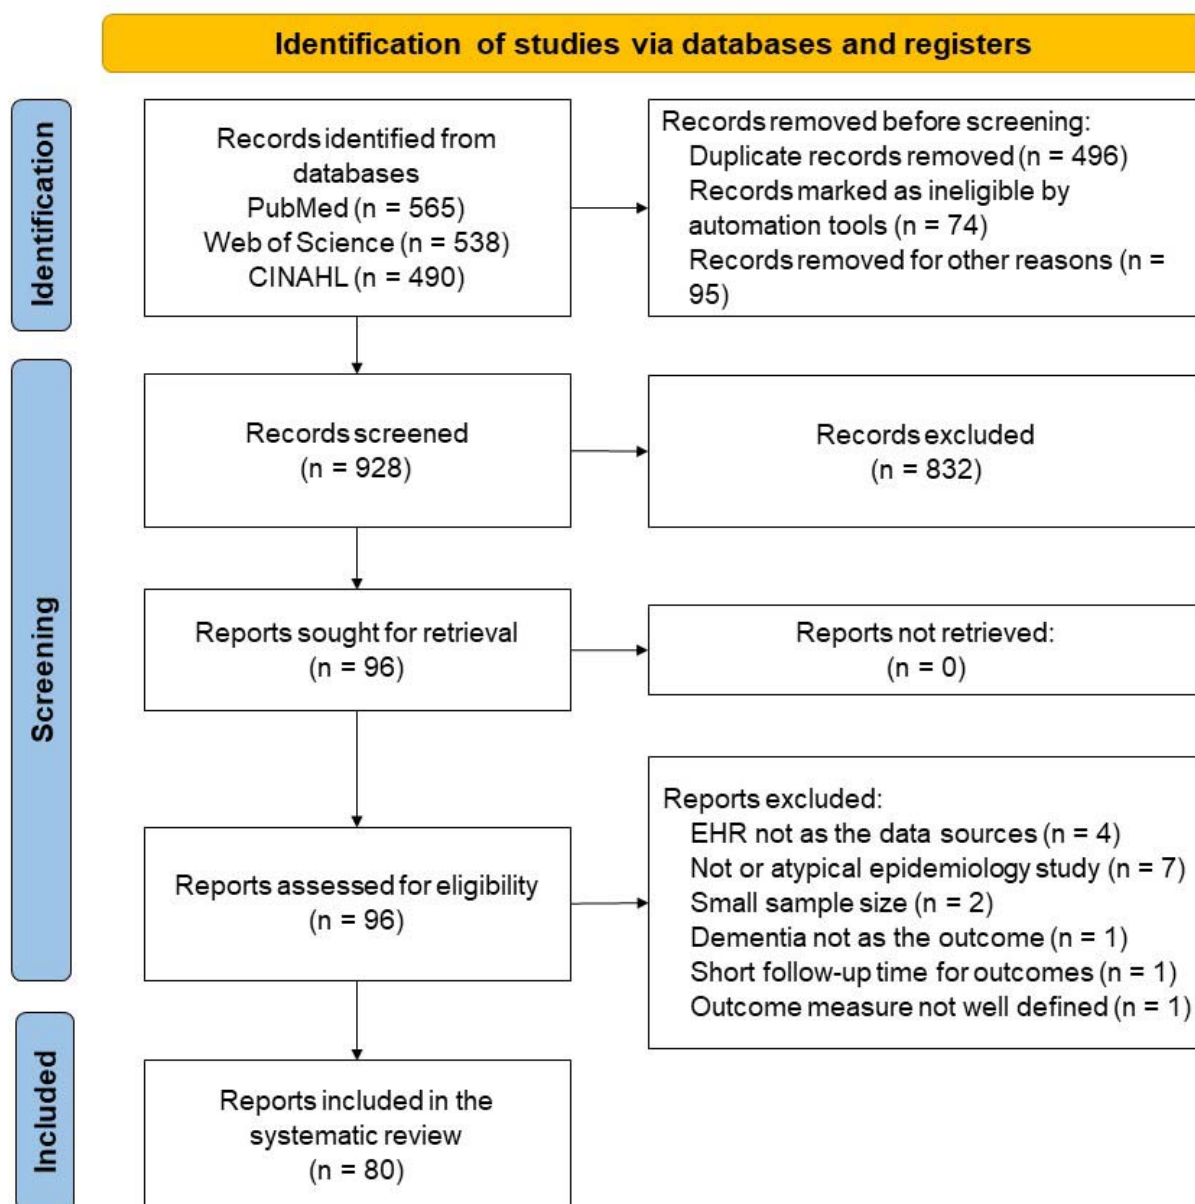 Identification of studies via databases and registers
Identification
Records identified from
databases
PubMed (n = 565)
Web of Science (n = 538)
CINAHL (n = 490)
Records removed before screening:
Duplicate records removed (n = 496)
Records marked as ineligible by
automation tools (n = 74)
Records removed for other reasons (n =
95)
Screening
Records screened
(n = 928)
Records excluded
(n = 832)
Reports sought for retrieval
(n = 96)
Reports not retrieved:
(n = 0)
Reports assessed for eligibility
(n = 96)
Reports excluded:
EHR not as the data sources (n = 4)
Not or atypical epidemiology study (n = 7)
Small sample size (n = 2)
Dementia not as the outcome (n = 1)
Short follow-up time for outcomes (n = 1)
Outcome measure not well defined (n = 1)
Included
Reports included in the
systematic review
(n = 80)